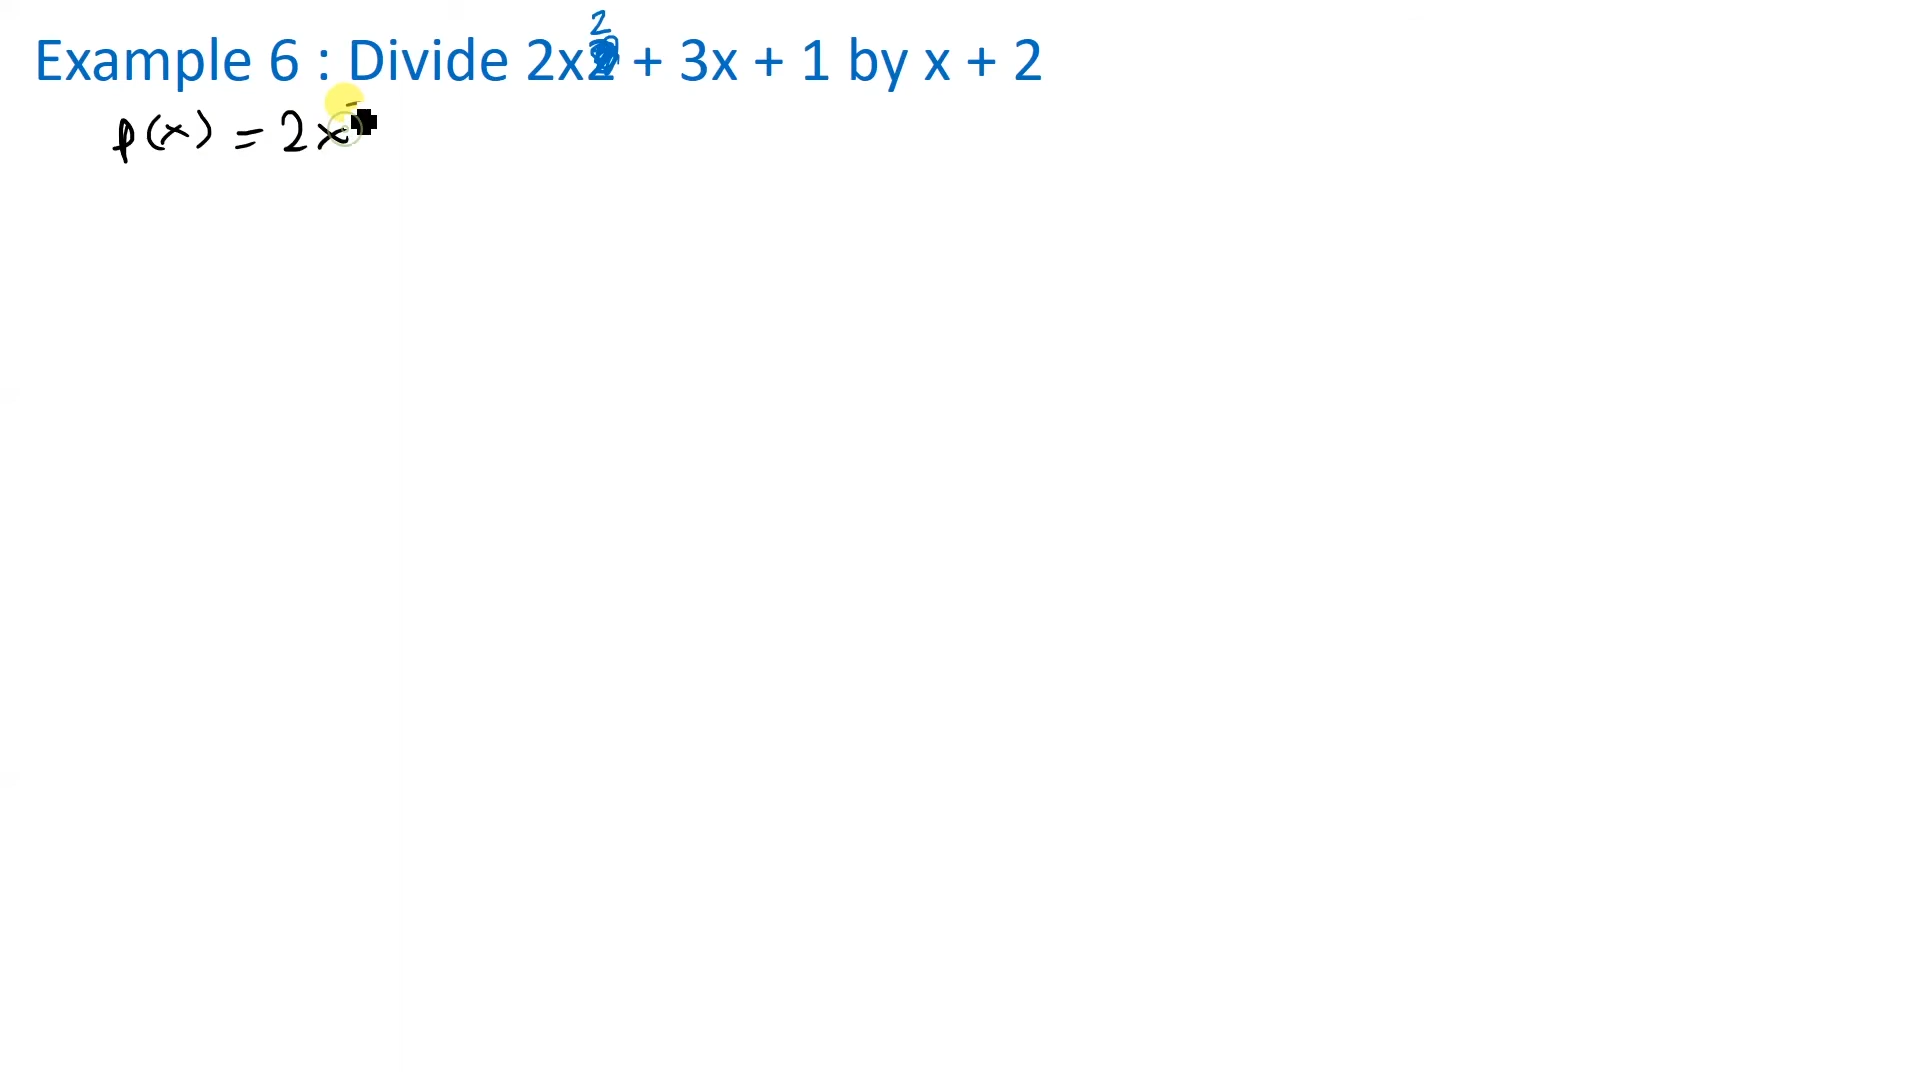 Example 6 : Divide 2x² + 3x + 1 by x + 2
p(x) = 2x